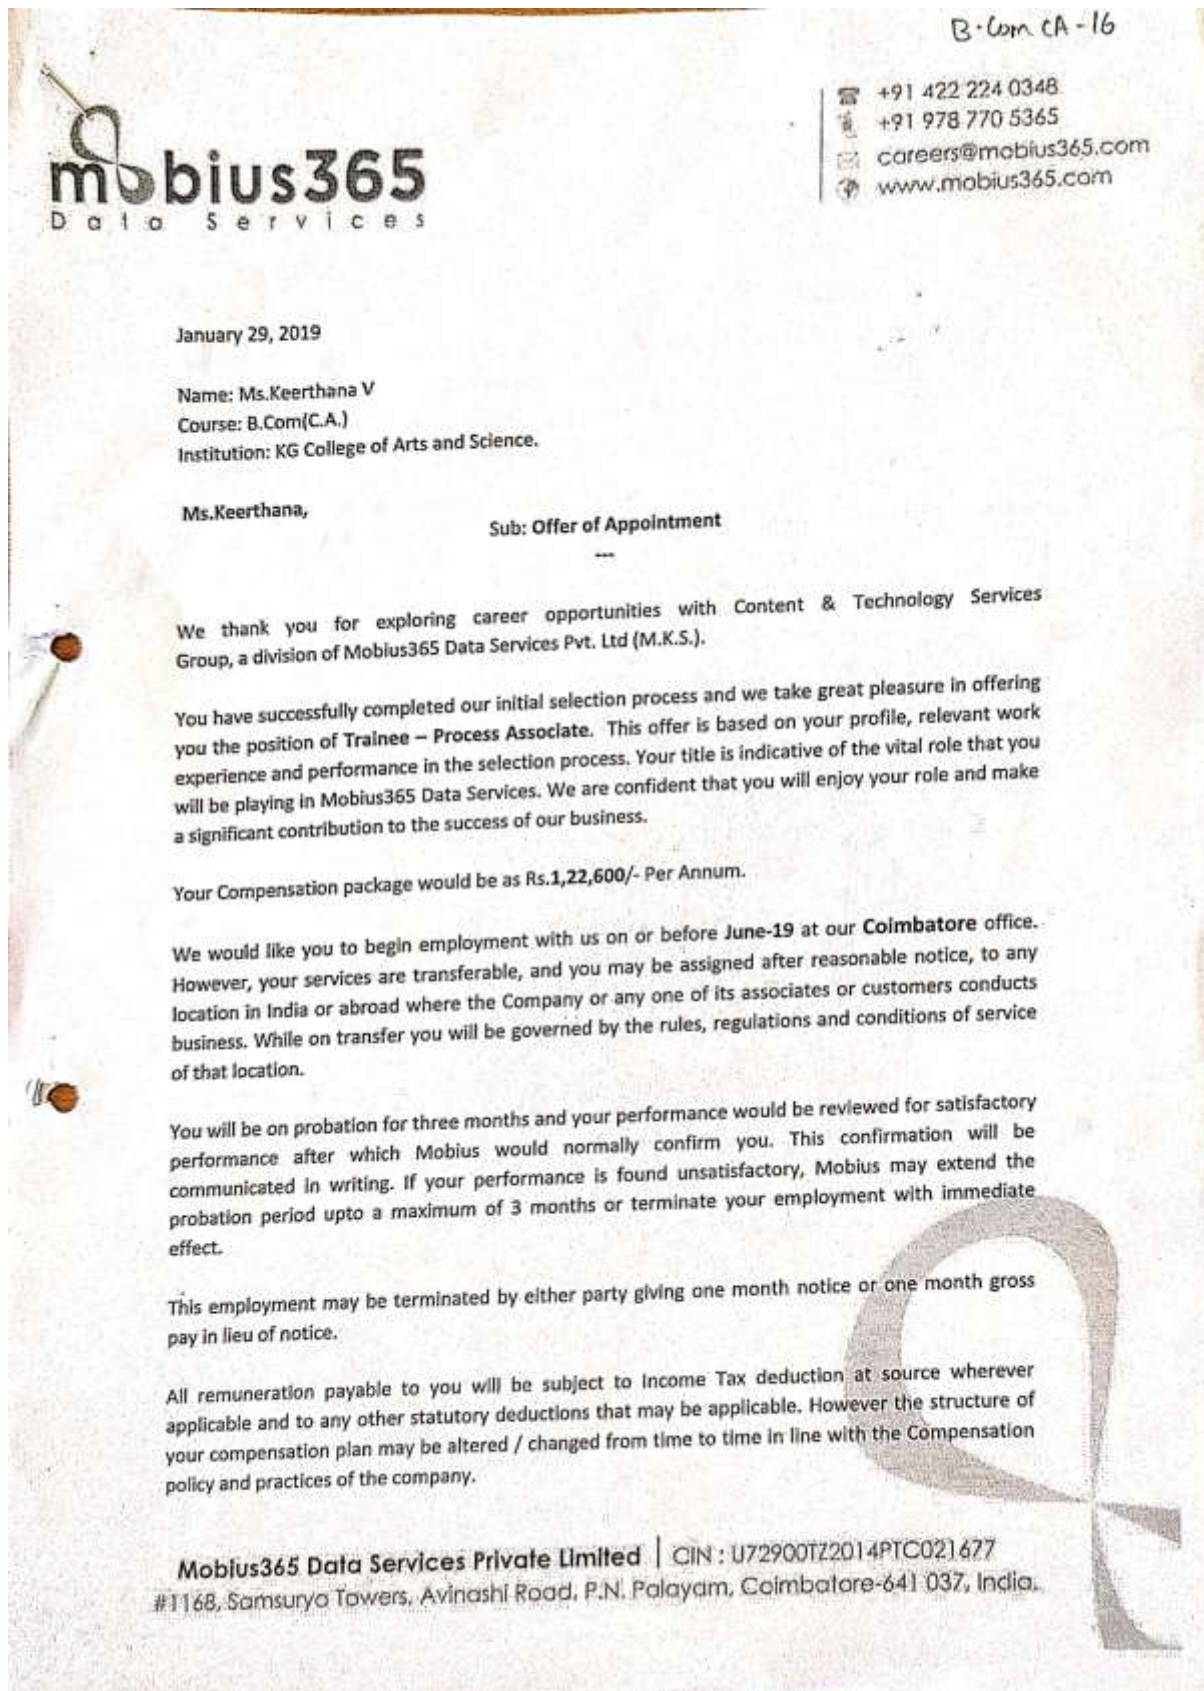 B.Com CA - 16
+91 422 224 0348
+91 978 770 5365
careers@mobius365.com
www.mobius365.com
mobius365
Data Services
January 29, 2019
Name: Ms.Keerthana V
Course: B.Com(C.A.)
Institution: KG College of Arts and Science.
Ms.Keerthana,
Sub: Offer of Appointment
---
We thank you for exploring career opportunities with Content & Technology Services
Group, a division of Mobius365 Data Services Pvt. Ltd (M.K.S.).
You have successfully completed our initial selection process and we take great pleasure in offering
you the position of Trainee – Process Associate. This offer is based on your profile, relevant work
experience and performance in the selection process. Your title is indicative of the vital role that you
will be playing in Mobius365 Data Services. We are confident that you will enjoy your role and make
a significant contribution to the success of our business.
Your Compensation package would be as Rs.1,22,600/- Per Annum.
We would like you to begin employment with us on or before June-19 at our Coimbatore office.
However, your services are transferable, and you may be assigned after reasonable notice, to any
location in India or abroad where the Company or any one of its associates or customers conducts
business. While on transfer you will be governed by the rules, regulations and conditions of service
of that location.
You will be on probation for three months and your performance would be reviewed for satisfactory
performance after which Mobius would normally confirm you. This confirmation will be
communicated in writing. If your performance is found unsatisfactory, Mobius may extend the
probation period upto a maximum of 3 months or terminate your employment with immediate
effect.
This employment may be terminated by either party giving one month notice or one month gross
pay in lieu of notice.
All remuneration payable to you will be subject to Income Tax deduction at source wherever
applicable and to any other statutory deductions that may be applicable. However the structure of
your compensation plan may be altered / changed from time to time in line with the Compensation
policy and practices of the company.
Mobius365 Data Services Private Limited | CIN : U72900TZ2014PTC021677
#1168, Samsurya Towers, Avinashi Road, P.N. Palayam, Coimbatore-641 037, India.